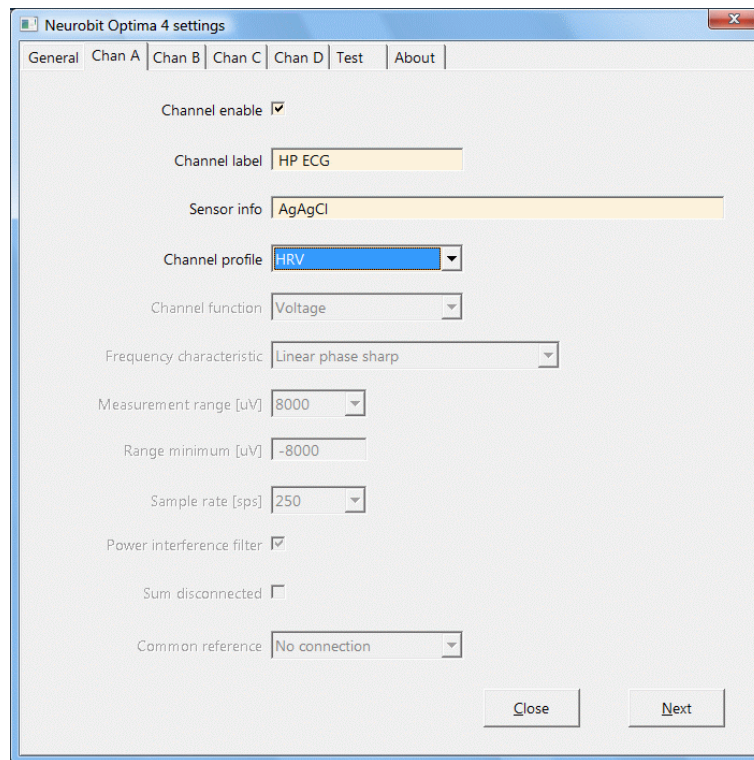 Neurobit Optima 4 settings
x
General Chan A Chan B Chan C Chan D Test About
Channel enable
Channel label HP ECG
Sensor info AgAgCl
Channel profile HRV
Channel function Voltage
Frequency characteristic Linear phase sharp
Measurement range [uV] 8000
Range minimum [uV] -8000
Sample rate [sps] 250
Power interference filter
Sum disconnected
Common reference No connection
Close Next